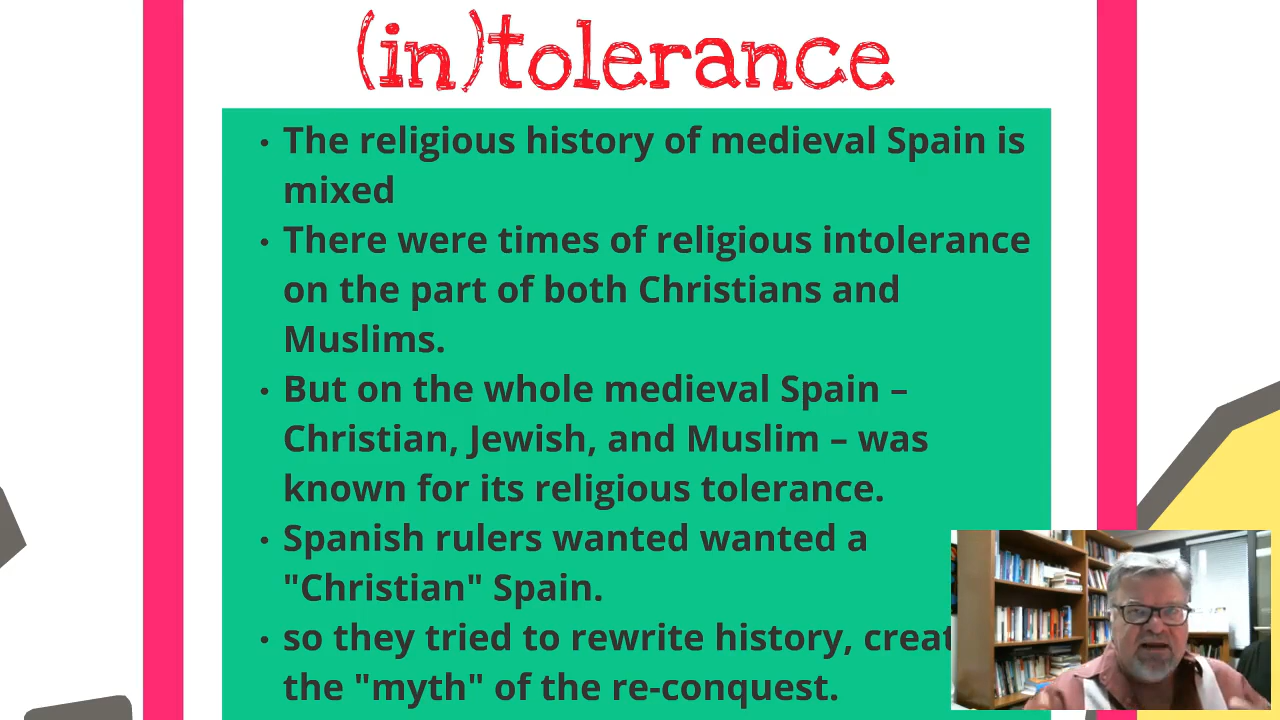 (in)tolerance
• The religious history of medieval Spain is
mixed
• There were times of religious intolerance
on the part of both Christians and
Muslims.
• But on the whole medieval Spain –
Christian, Jewish, and Muslim – was
known for its religious tolerance.
• Spanish rulers wanted wanted a
"Christian" Spain.
• so they tried to rewrite history, creat
the "myth" of the re-conquest.